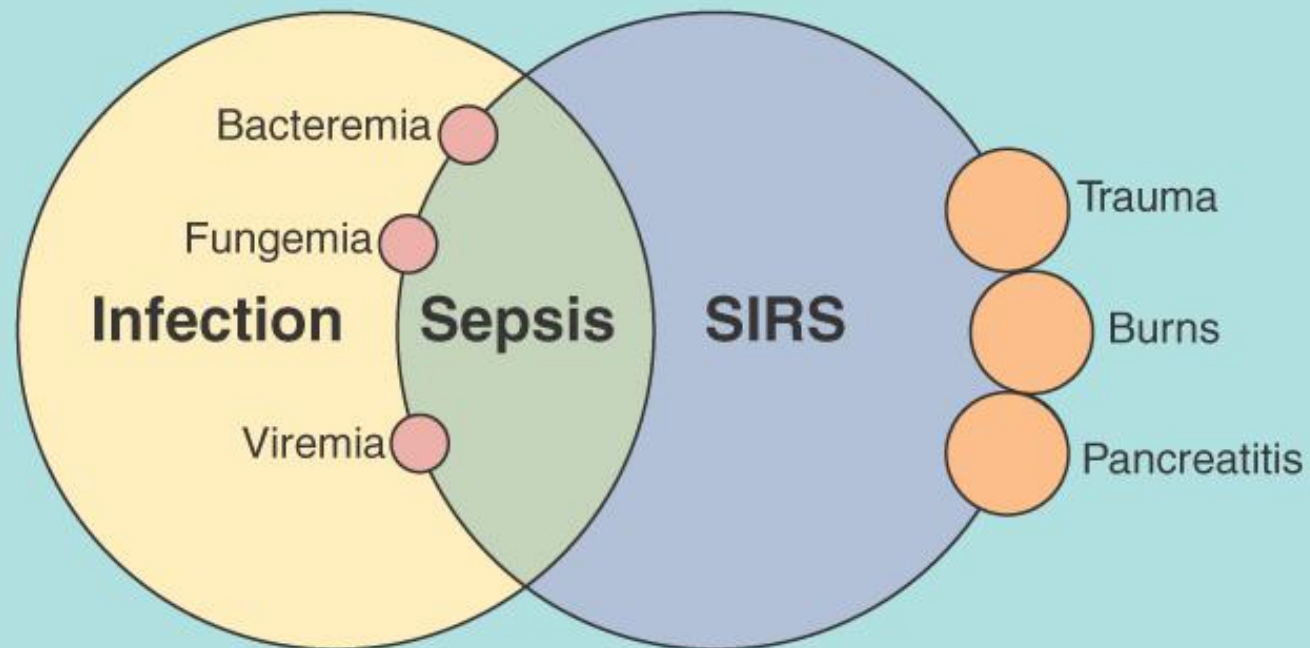 Bacteremia
Trauma
Fungemia
Infection
Sepsis
SIRS
Burns
Viremia
Pancreatitis